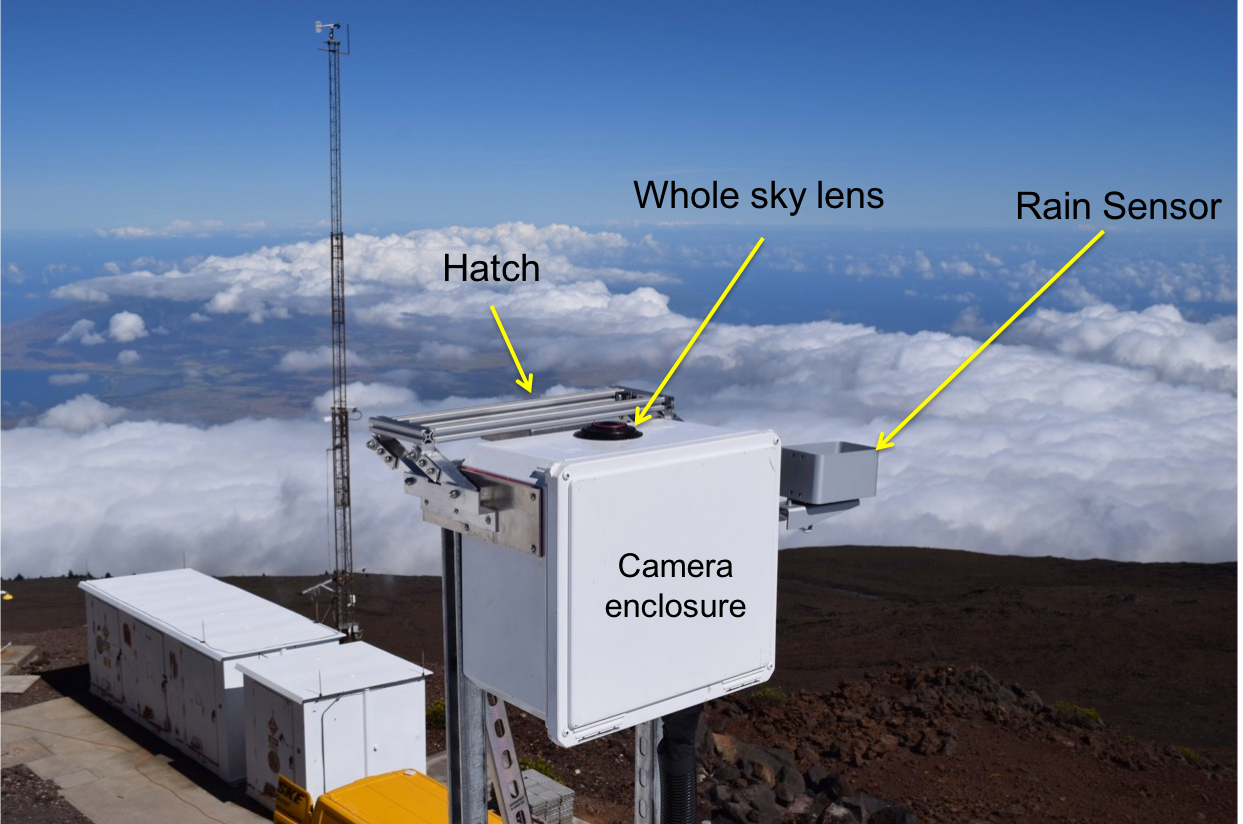 Whole sky lens
Rain Sensor
Hatch
Camera
enclosure